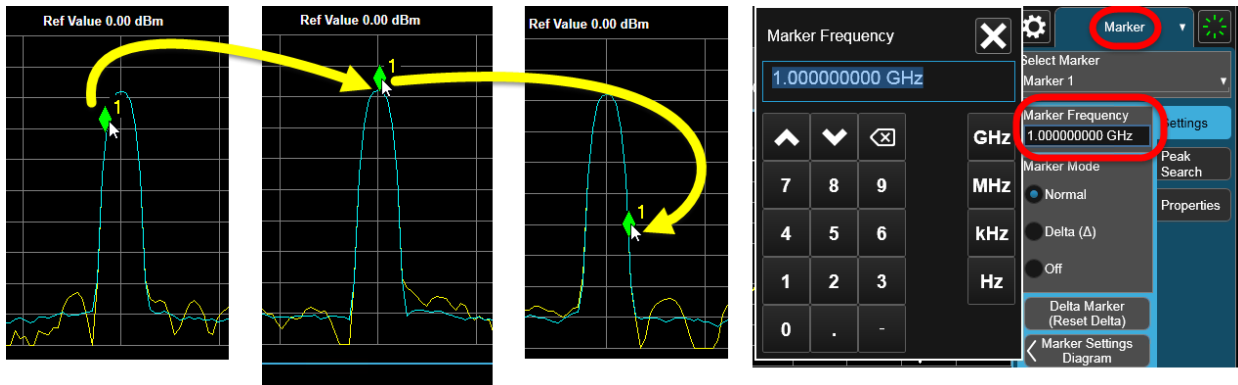 Ref Value 0.00 dBm
1
Ref Value 0.00 dBm
1
Ref Value 0.00 dBm
1
Marker Frequency
1.000000000 GHz
GHz
7 8 9 MHz
4 5 6 kHz
1 2 3 Hz
0 . -
Marker
Select Marker
Marker 1
Marker Frequency
1.000000000 GHz
Settings
Marker Mode
Peak
Search
Normal
Properties
Delta (Δ)
Off
Delta Marker
(Reset Delta)
Marker Settings
Diagram